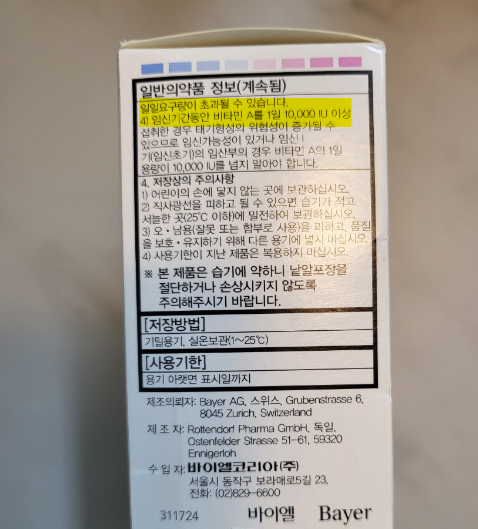 일반의약품 정보(계속됨)
일일요구량이 초과될 수 있습니다.
4) 임신기간동안 비타민 A를 1일 10,000 IU 이상
섭취한 경우 태기형성의 위험성이 증가될 수
있으므로 임신가능성이 있거나 임신
기(임신초기)의 임산부의 경우 비타민 A의 1일
용량이 10,000 IU를 넘지 말아야 합니다.
4. 저장상의 주의사항
1) 어린이의 손에 닿지 않는 곳에 보관하십시오.
2) 직사광선을 피하고 될 수 있으면 습기가 적고
서늘한 곳(25℃ 이하)에 밀전하여 보관하십시오.
3) 오·남용(잘못 또는 함부로 사용)을 피하고, 품질
을 보호·유지하기 위해 다른 용기에 넣지 마십시오.
4) 사용기한이 지난 제품은 복용하지 마십시오.
※ 본 제품은 습기에 약하니 낱알포장을
절단하거나 손상시키지 않도록
주의해주시기 바랍니다.
[저장방법]
기밀용기, 실온보관(1~25℃)
[사용기한]
용기 아랫면 표시일까지
제조의뢰자: Bayer AG, 스위스, Grubenstrasse 6,
8045 Zurich, Switzerland
제 조 자: Rottendorf Pharma GmbH, 독일,
Ostenfelder Strasse 51-61, 59320
Ennigerloh
수 입 자: 바이엘코리아(주)
서울시 동작구 보라매로5길 23,
전화: (02)829-6600
311724 바이엘 Bayer